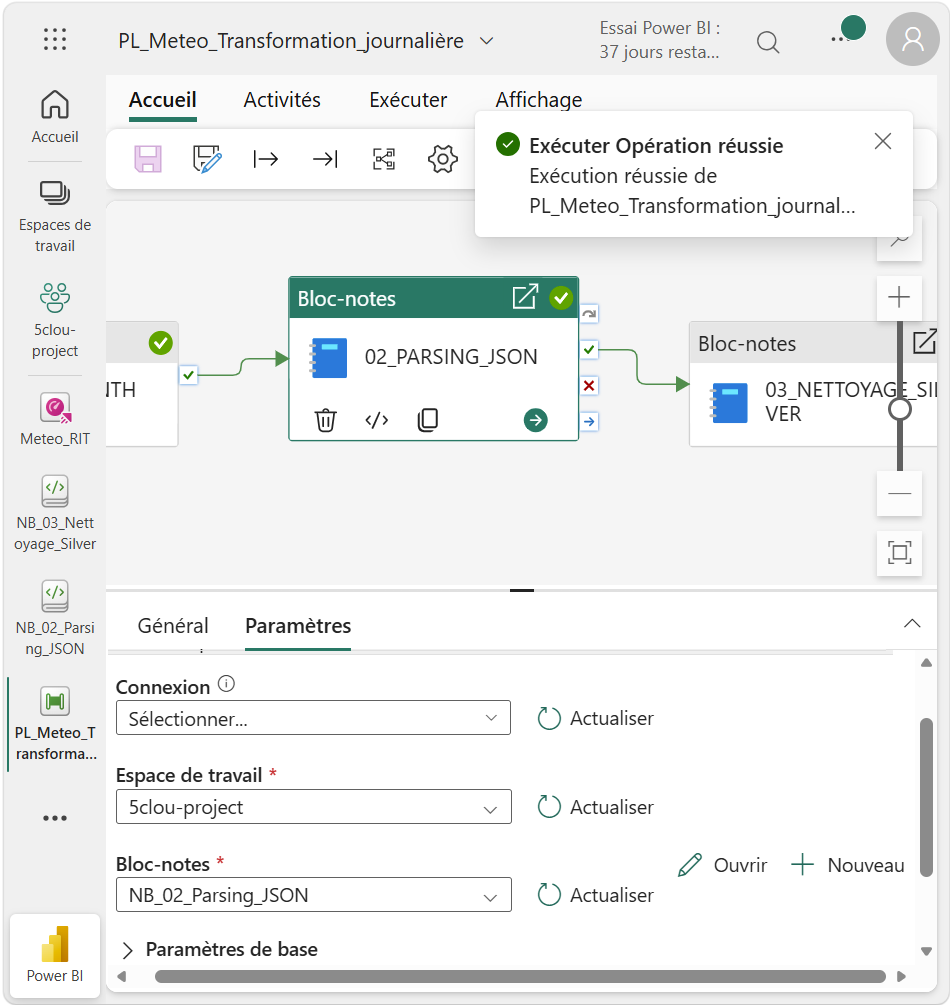 PL_Meteo_Transformation_journalière
Essai Power BI :
37 jours resta...
Accueil
Espaces de
travail
5clou-
project
Meteo_RIT
NB_03_Nett
oyage_Silver
NB_02_Parsi
ng_JSON
PL_Meteo_T
ransforma...
Power BI
Accueil
Activités
Exécuter
Affichage
Exécuter Opération réussie
Exécution réussie de
PL_Meteo_Transformation_journal...
NTH
Bloc-notes
02_PARSING_JSON
Bloc-notes
03_NETTOYAGE_SIL
VER
Général
Paramètres
Connexion
Sélectionner...
Actualiser
Espace de travail *
5clou-project
Actualiser
Bloc-notes *
Ouvrir
Nouveau
NB_02_Parsing_JSON
Actualiser
Paramètres de base